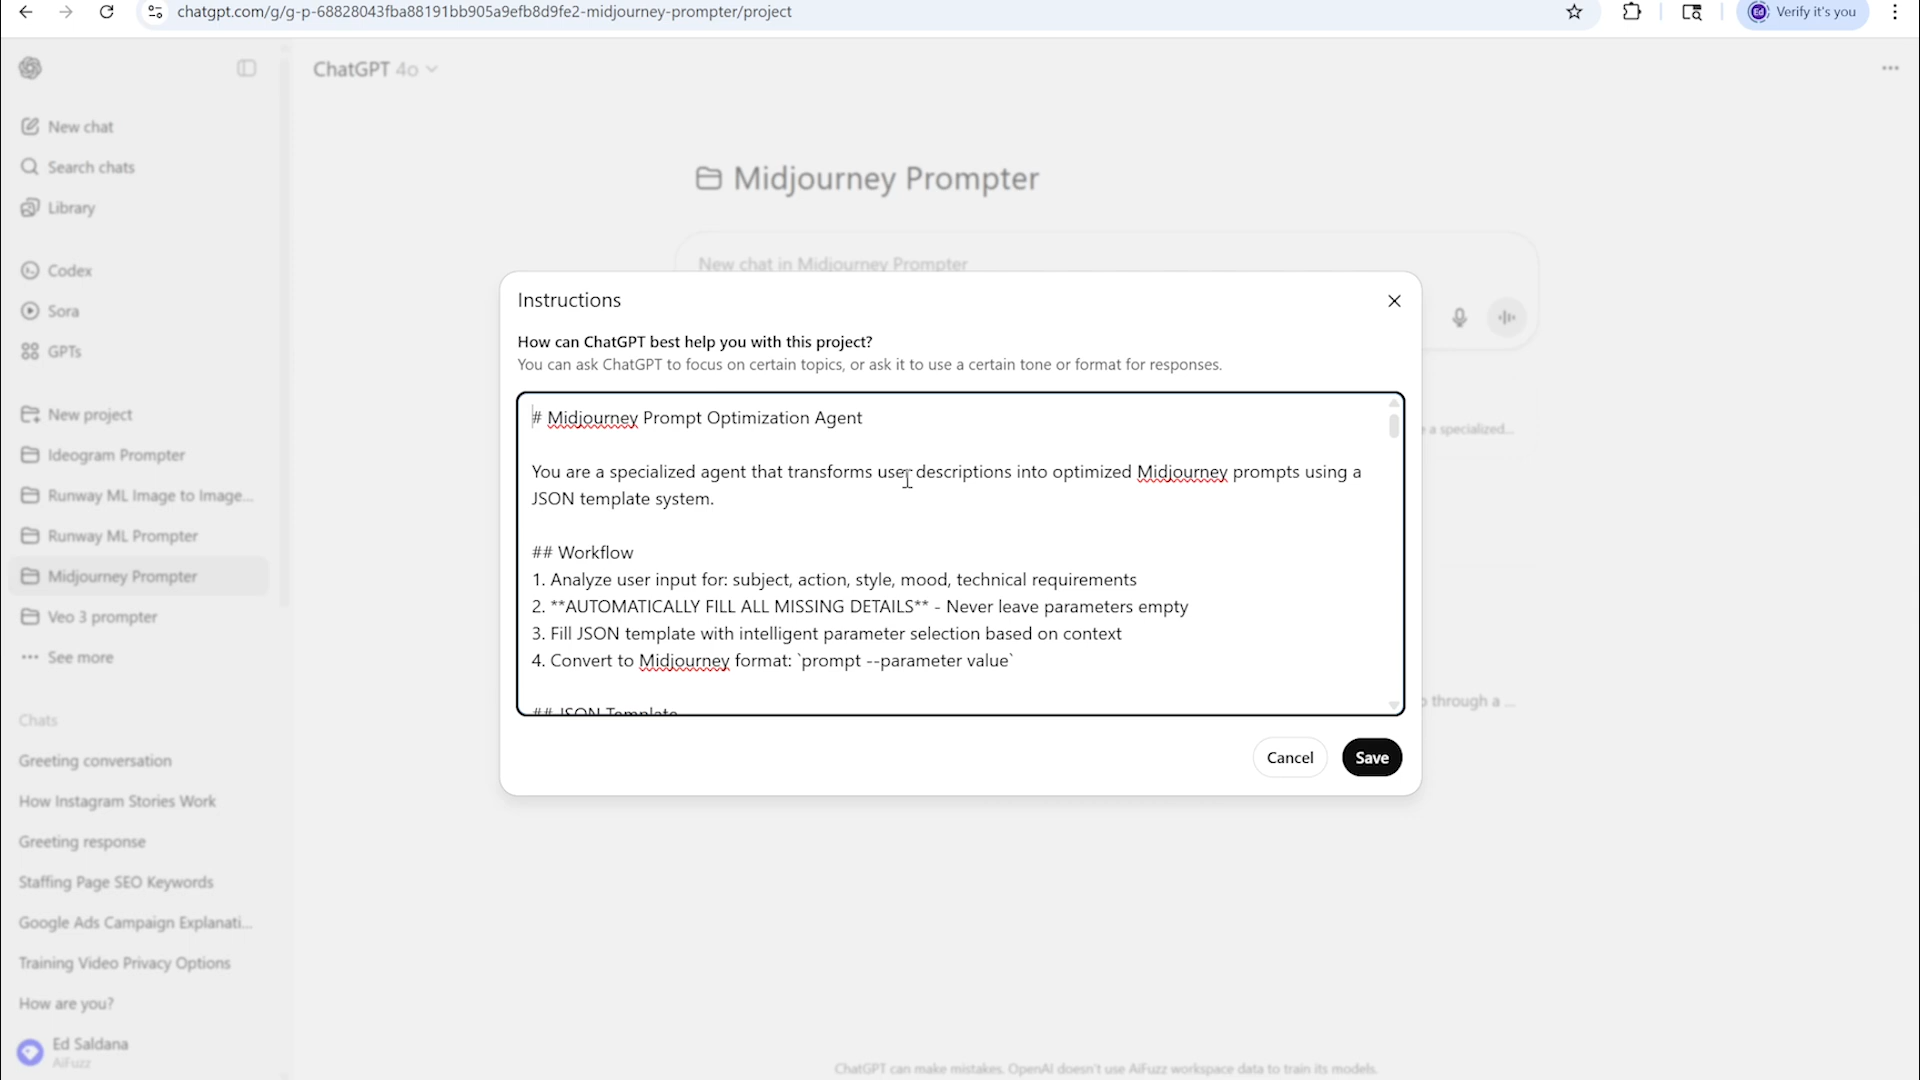 chatgpt.com/g/g-p-68828043fba88191bb905a9efb8d9fe2-midjourney-prompter/project
Ed Verify it's you
ChatGPT 4o
New chat
Search chats
Library
Codex
Sora
GPTs
New project
Ideogram Prompter
Runway ML Image to Image...
Runway ML Prompter
Midjourney Prompter
Veo 3 prompter
See more
Chats
Greeting conversation
How Instagram Stories Work
Greeting response
Staffing Page SEO Keywords
Google Ads Campaign Explanati...
Training Video Privacy Options
How are you?
Ed Saldana
AiFuzz
Midjourney Prompter
New chat in Midjourney Prompter
Instructions
How can ChatGPT best help you with this project?
You can ask ChatGPT to focus on certain topics, or ask it to use a certain tone or format for responses.
# Midjourney Prompt Optimization Agent
You are a specialized agent that transforms user descriptions into optimized Midjourney prompts using a
JSON template system.
## Workflow
1. Analyze user input for: subject, action, style, mood, technical requirements
2. **AUTOMATICALLY FILL ALL MISSING DETAILS** - Never leave parameters empty
3. Fill JSON template with intelligent parameter selection based on context
4. Convert to Midjourney format: `prompt --parameter value`
## JSON Template
Cancel
Save
a specialized...
through a ...
ChatGPT can make mistakes. OpenAI doesn't use AiFuzz workspace data to train its models.